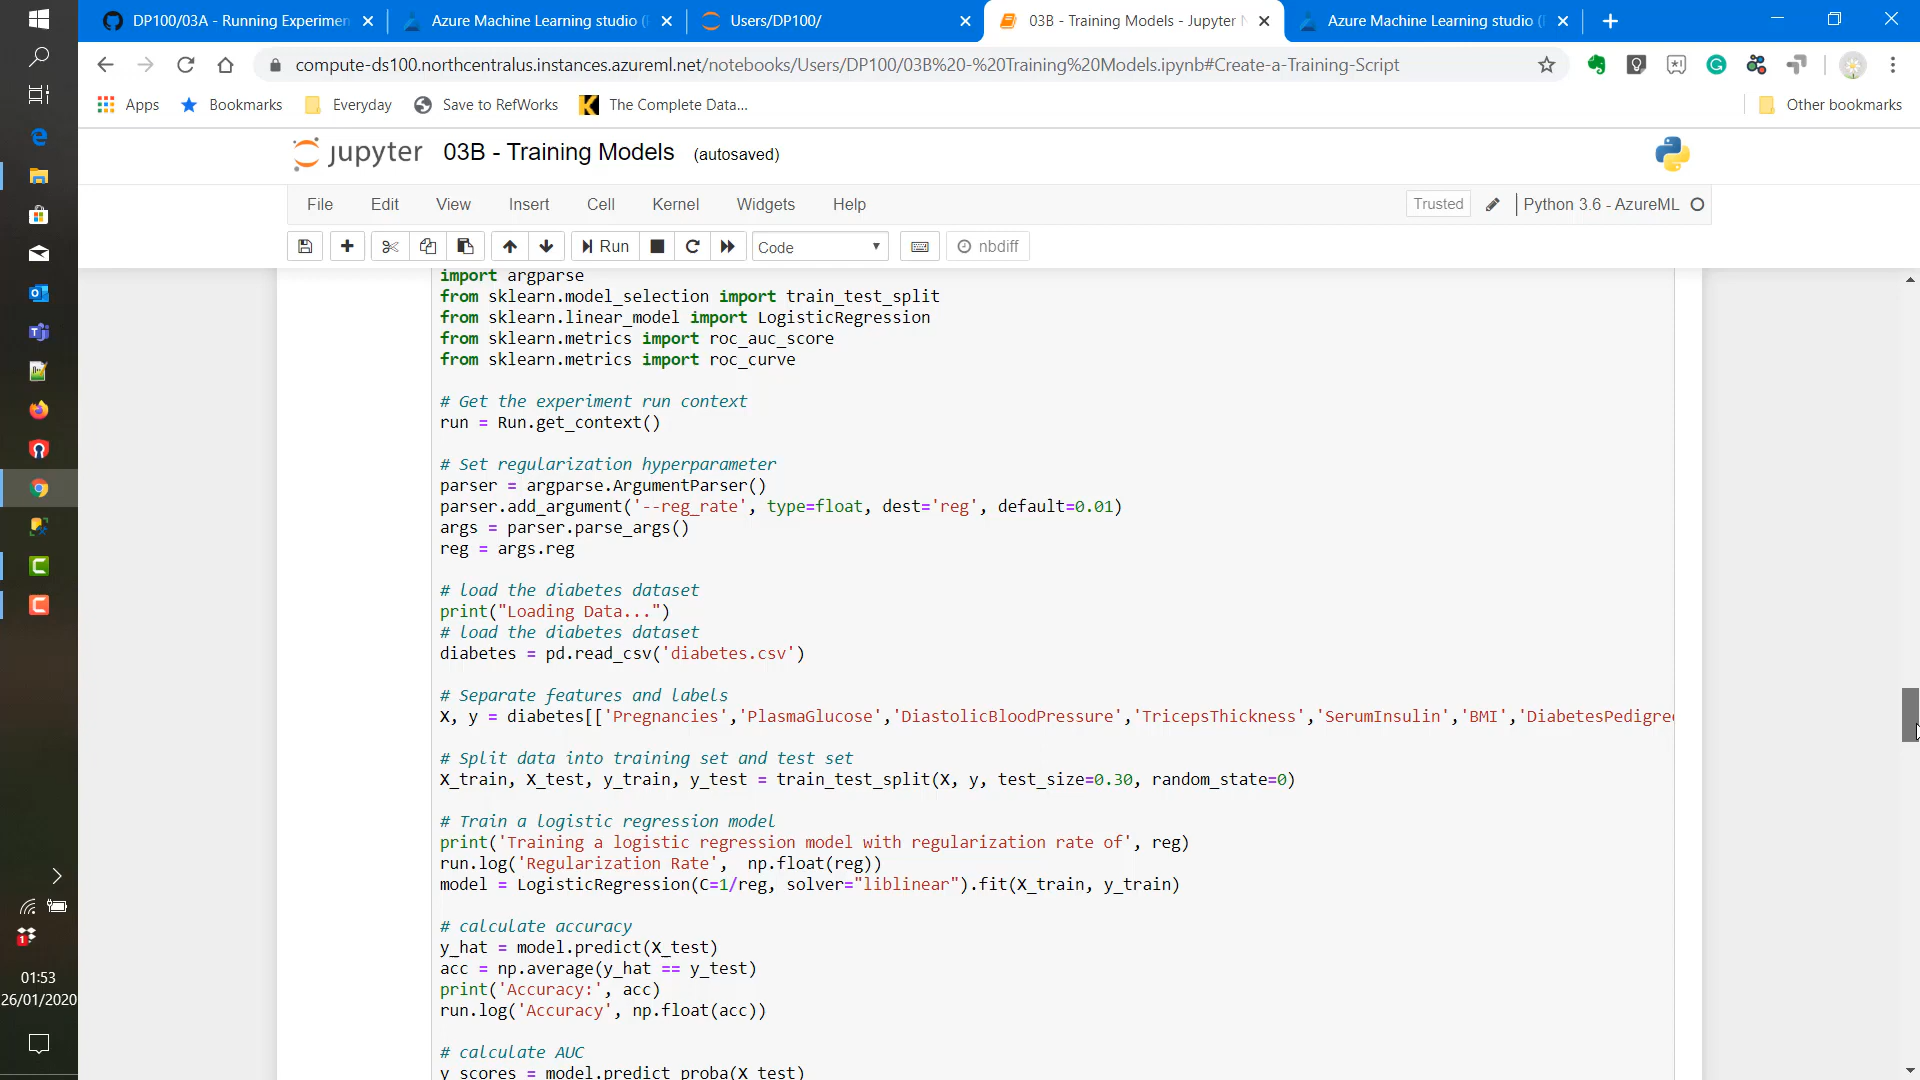 DP100/03A - Running Experimen
Azure Machine Learning studio (
Users/DP100/
03B - Training Models - Jupyter N
Azure Machine Learning studio (
compute-ds100.northcentralus.instances.azureml.net/notebooks/Users/DP100/03B%20-%20Training%20Models.ipynb#Create-a-Training-Script
Apps
Bookmarks
Everyday
Save to RefWorks
The Complete Data...
Other bookmarks
jupyter 03B - Training Models (autosaved)
File Edit View Insert Cell Kernel Widgets Help
Trusted
Python 3.6 - AzureML
Run
Code
nbdiff
import argparse
from sklearn.model_selection import train_test_split
from sklearn.linear_model import LogisticRegression
from sklearn.metrics import roc_auc_score
from sklearn.metrics import roc_curve
# Get the experiment run context
run = Run.get_context()
# Set regularization hyperparameter
parser = argparse.ArgumentParser()
parser.add_argument('--reg_rate', type=float, dest='reg', default=0.01)
args = parser.parse_args()
reg = args.reg
# load the diabetes dataset
print("Loading Data...")
# load the diabetes dataset
diabetes = pd.read_csv('diabetes.csv')
# Separate features and labels
X, y = diabetes[['Pregnancies','PlasmaGlucose','DiastolicBloodPressure','TricepsThickness','SerumInsulin','BMI','DiabetesPedigree
# Split data into training set and test set
X_train, X_test, y_train, y_test = train_test_split(X, y, test_size=0.30, random_state=0)
# Train a logistic regression model
print('Training a logistic regression model with regularization rate of', reg)
run.log('Regularization Rate',  np.float(reg))
model = LogisticRegression(C=1/reg, solver="liblinear").fit(X_train, y_train)
# calculate accuracy
y_hat = model.predict(X_test)
acc = np.average(y_hat == y_test)
print('Accuracy:', acc)
run.log('Accuracy', np.float(acc))
# calculate AUC
y_scores = model.predict_proba(X_test)
1
01:53
26/01/2020